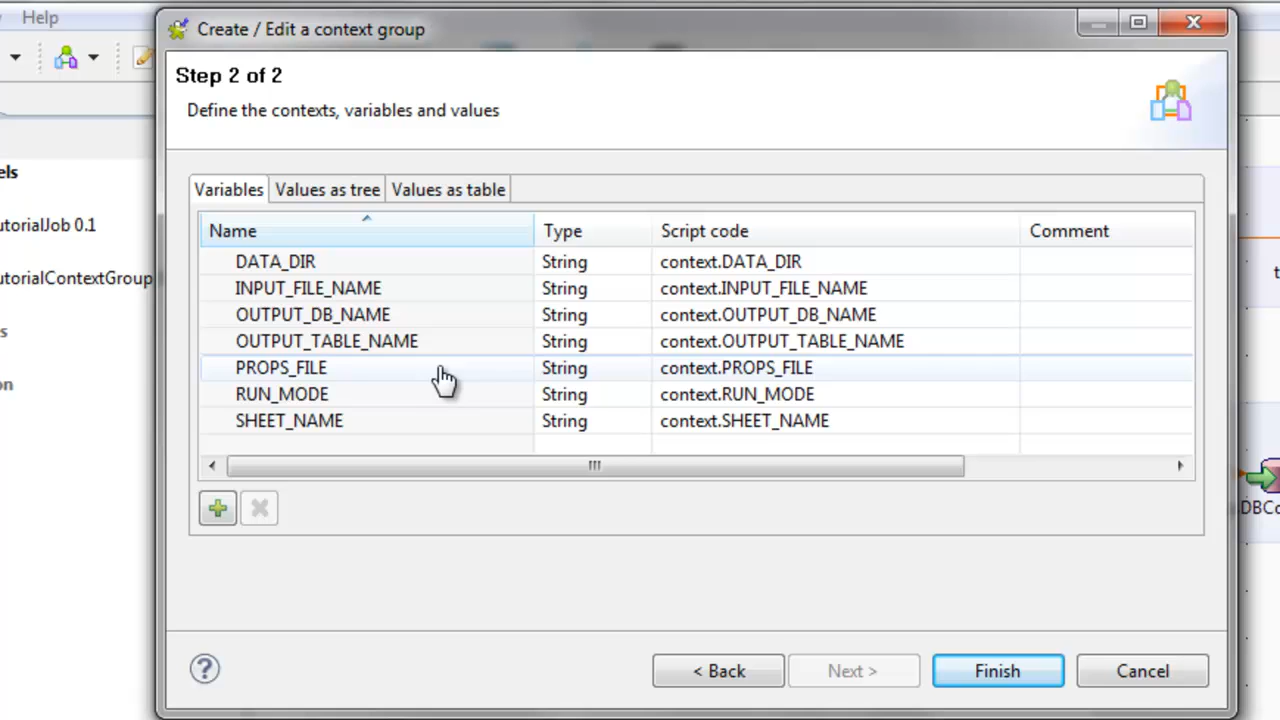 Help
Create / Edit a context group
Step 2 of 2
Define the contexts, variables and values
els
utorialJob 0.1
utorialContextGroup
s
on
Variables Values as tree Values as table
Name Type Script code Comment
DATA_DIR String context.DATA_DIR
INPUT_FILE_NAME String context.INPUT_FILE_NAME
OUTPUT_DB_NAME String context.OUTPUT_DB_NAME
OUTPUT_TABLE_NAME String context.OUTPUT_TABLE_NAME
PROPS_FILE String context.PROPS_FILE
RUN_MODE String context.RUN_MODE
SHEET_NAME String context.SHEET_NAME
t
DBCo
< Back Next > Finish Cancel